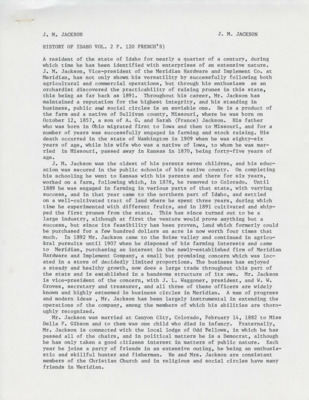 J. M. JACKSON J. M. JACKSON
HISTORY OF IDAHO VOL. 2 P. 120 FRENCH'S)
A resident of the state of Idaho for nearly a quarter of a century, during
which time he has been identified with enterprises of an extensive nature.
J. M. Jackson, Vice-president of the Meridian Hardware and Implement Co. at
Meridian, has not only shown his versatility by successfully following both
agricultural and commercial operations, but through his enthusiasm as an
orchardist discovered the practicability of raising prunes in this state,
this being as far back as 1891. Throughout his career, Mr. Jackson has
maintained a reputation for the highest integrity, and his standing in
business, public and social circles is an enviable one. He is a product of
the farm and a native of Sullivan county, Missouri, where he was born on
October 12, 1857, a son of A. G. and Sarah (France) Jackson. His father
who was born in Ohio migrated first to Iowa and then to Missouri, and for a
number of years was successfully engaged in farming and stock raising. His
death occurred in the state of Washington in 1909 when he was eighty-six
years of age, while his wife who was a native of Iowa, to whom he was mar-
ried in Missouri, passed away in Kansas in 1870, being forty-five years of
age.
J. M. Jackson was the oldest of his parents seven children, and his edu-
cation was secured in the public schools of his native county. On completing
his schooling he went to Kansas with his parents and there for six years,
worked on a farm, following which, in 1878, he removed to Colorado. Until
1889 he was engaged in farming in various parts of that state, with varying
success, and in that year came to the northern part of Idaho, and settled
on a well-cultivated tract of land where he spent three years, during which
time he experimented with different fruits, and in 1891 cultivated and ship-
ped the first prunes from the state. This has since turned out to be a
large industry, although at first the venture would prove anything but a
success, but since its feasibility has been proven, land which formerly could
be purchased for a few hundred dollars an acre is now worth four times that
much. In 1892 Mr. Jackson came to the Boise valley and continued in agricul-
tural pursuits until 1907 when he disposed of his farming interests and came
to Meridian, purchasing an interest in the newly-established firm of Meridian
Hardware and Implement Company, a small but promising concern which was loc-
ated in a store of decidedly limited proportions. The business has enjoyed
a steady and healthy growth, now does a large trade throughout this part of
the state and is established in a handsome structure of its own. Mr. Jackson
is vice-president of the concern, with J. L. Waggoner, president, and R. W.
Groves, secretary and treasurer, and all three of these officers are widely
known and highly esteemed in business circles in Meridian. A man of progress
and modern ideas, Mr. Jackson has been largely instrumental in extending the
operations of the company, among the members of which his abilities are thor-
oughly recognised.
Mr. Jackson was married at Canyon City, Colorado, February 14, 1882 to Miss
Della F. Gibson and to them was one child who died in infancy. Fraternally,
Mr. Jackson is connected with the local lodge of Odd Fellows, in which he has
passed all of the chairs, and in political matters he is a Democrat, although
he has only taken a good citizens interest in matters of public nature. Each
year he joins a party of friends in an extensive outing, he being an enthusias-
tic and skillful hunter and fisherman. He and Mrs. Jackson are consistent
members of the Christian Church and in religious and social circles have many
friends in Meridian.